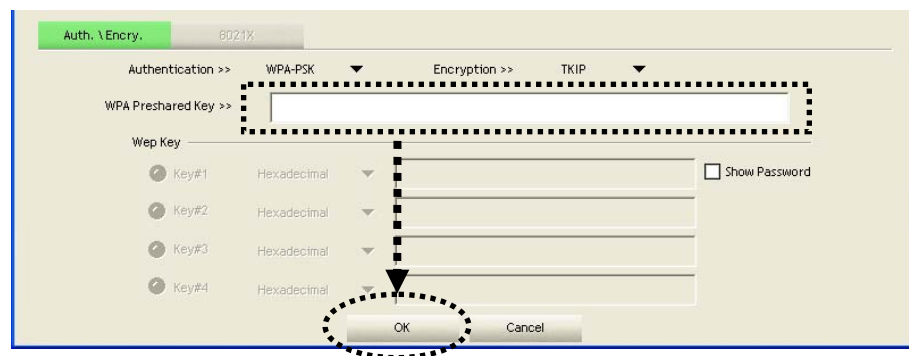 Auth. \ Encry. 8021X
Authentication >> WPA-PSK Encryption >> TKIP
WPA Preshared Key >>
Wep Key
Key#1 Hexadecimal Show Password
Key#2 Hexadecimal
Key#3 Hexadecimal
Key#4 Hexadecimal
OK Cancel